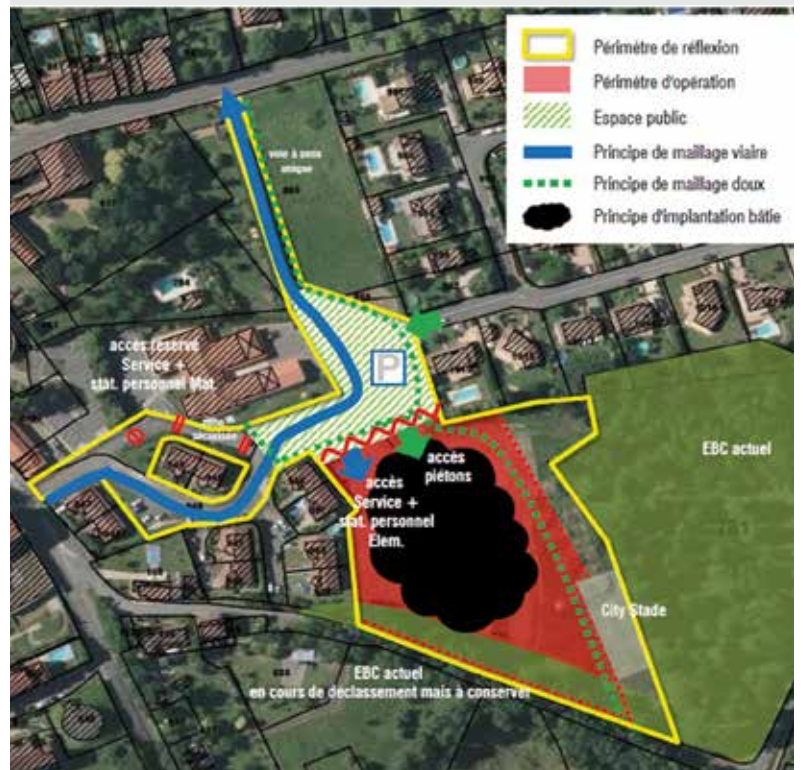 Périmètre de réflexion
Périmètre d'opération
Espace public
Principe de maillage viaire
Principe de maillage doux
Principe d'implantation bâtie
voie à sens
unique
P
accès réservé
Service +
stat. personnel Mat.
accès
piétons
accès
Service +
stat. personnel
Elem.
EBC actuel
City Stade
EBC actuel
en cours de déclassement mais à conserver